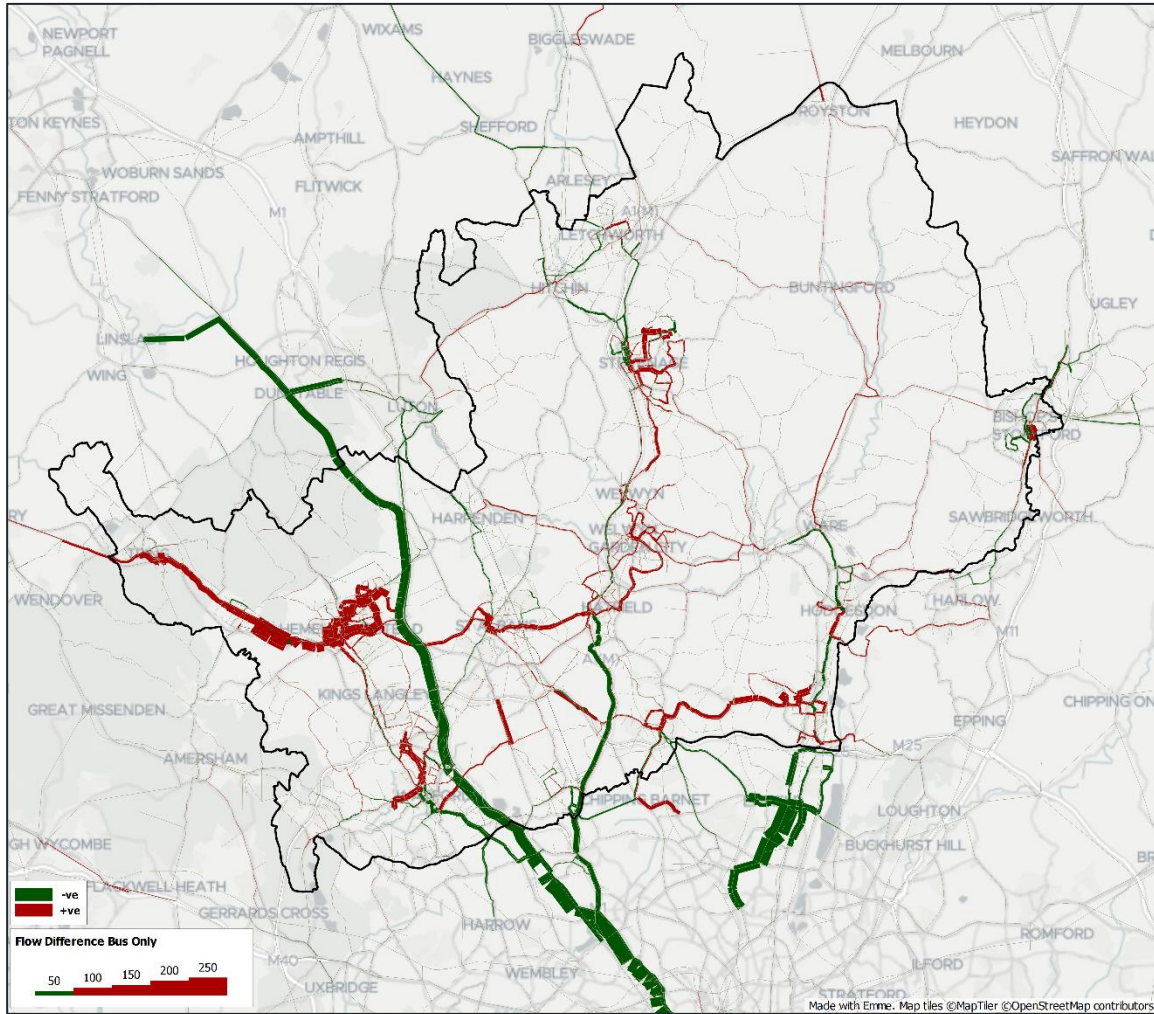 NEWPORT
PAGNELL
WIXAMS
BIGGLESWADE
MELBOURN
HAYNES
ROYSTON
SHEFFORD
HEYDON
TON KEYNES
AMPTHILL
WOBURN SANDS
FLITWICK
ARLESEY
SAFFRON WAL
FENNY STRATFORD
M1
A1(M)
LETCHWORTH
HITCHIN
BUNTINGFORD
UGLEY
HOUGHTON REGIS
WING
DUNSTABLE
LUTON
WELWYN
HARPENDEN
WARE
SAWBRIDGEWORTH
WENDOVER
HATFIELD
HARLOW
M11
KINGS LANGLEY
GREAT MISSENDEN
CHIPPING ON
EPPING
AMERSHAM
M25
CHIPPING BARNET
LOUGHTON
GH WYCOMBE
BUCKHURST HILL
FLACKWELL HEATH
-ve
+ve
GERRARDS CROSS
HARROW
M1
ROMFORD
Flow Difference Bus Only
50 100 150 200 250
M40
WEMBLEY
ILFORD
UXBRIDGE
STRATFORD
Made with Emme. Map tiles ©MapTiler ©OpenStreetMap contributors